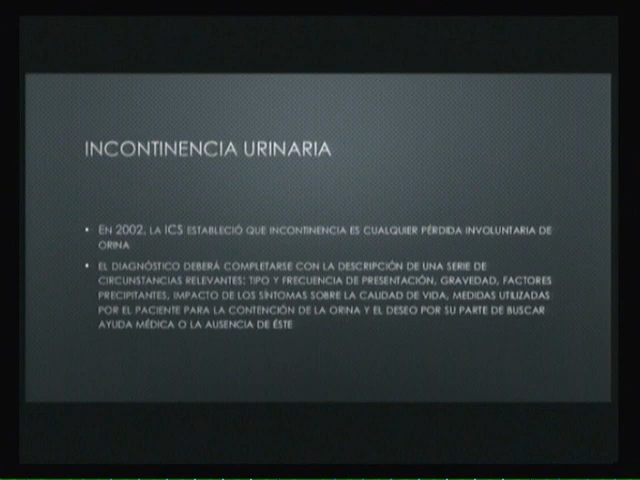 INCONTINENCIA URINARIA
• EN 2002, LA ICS ESTABLECIÓ QUE INCONTINENCIA ES CUALQUIER PÉRDIDA INVOLUNTARIA DE
ORINA
• EL DIAGNÓSTICO DEBERÁ COMPLETARSE CON LA DESCRIPCIÓN DE UNA SERIE DE
CIRCUNSTANCIAS RELEVANTES: TIPO Y FRECUENCIA DE PRESENTACIÓN, GRAVEDAD, FACTORES
PRECIPITANTES, IMPACTO DE LOS SÍNTOMAS SOBRE LA CALIDAD DE VIDA, MEDIDAS UTILIZADAS
POR EL PACIENTE PARA LA CONTENCIÓN DE LA ORINA Y EL DESEO POR SU PARTE DE BUSCAR
AYUDA MÉDICA O LA AUSENCIA DE ÉSTE